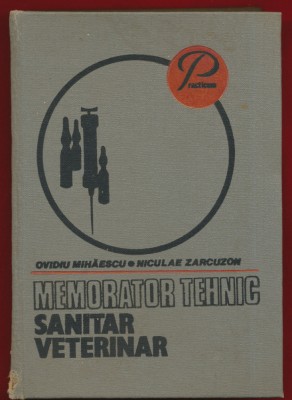 Practicum
OVIDIU MIHĂESCU • NICULAE ZARCUZON
MEMORATOR TEHNIC
SANITAR
VETERINAR